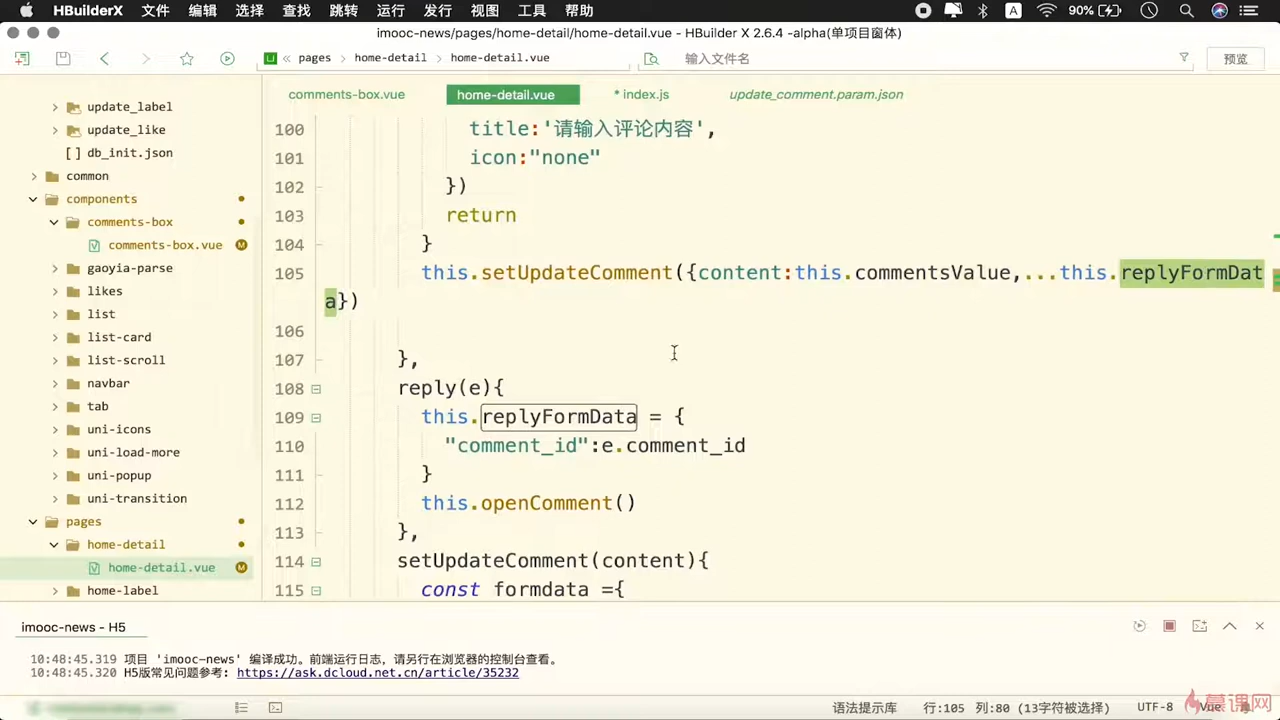 HBuilderX 文件 编辑 选择 查找 跳转 运行 发行 视图 工具 帮助 A 90%
imooc-news/pages/home-detail/home-detail.vue - HBuilder X 2.6.4 -alpha(单项目窗体)
pages home-detail home-detail.vue 输入文件名 预览
comments-box.vue home-detail.vue * index.js update_comment.param.json
update_label
update_like
[ ] db_init.json
common
components
comments-box
comments-box.vue M
gaoyia-parse
likes
list
list-card
list-scroll
navbar
tab
uni-icons
uni-load-more
uni-popup
uni-transition
pages
home-detail
home-detail.vue M
home-label
100 title:'请输入评论内容',
101 icon:"none"
102 })
103 return
104 }
105 this.setUpdateComment({content:this.commentsValue,...this.replyFormDat
a})
106
107 },
108 reply(e){
109 this.replyFormData = {
110 "comment_id":e.comment_id
111 }
112 this.openComment()
113 },
114 setUpdateComment(content){
115 const formdata ={
imooc-news - H5
10:48:45.319 项目 'imooc-news' 编译成功。前端运行日志，请另行在浏览器的控制台查看。
10:48:45.320 H5版常见问题参考: https://ask.dcloud.net.cn/article/35232
语法提示库 行:105 列:80 (13字符被选择) UTF-8 Vue
慕课网